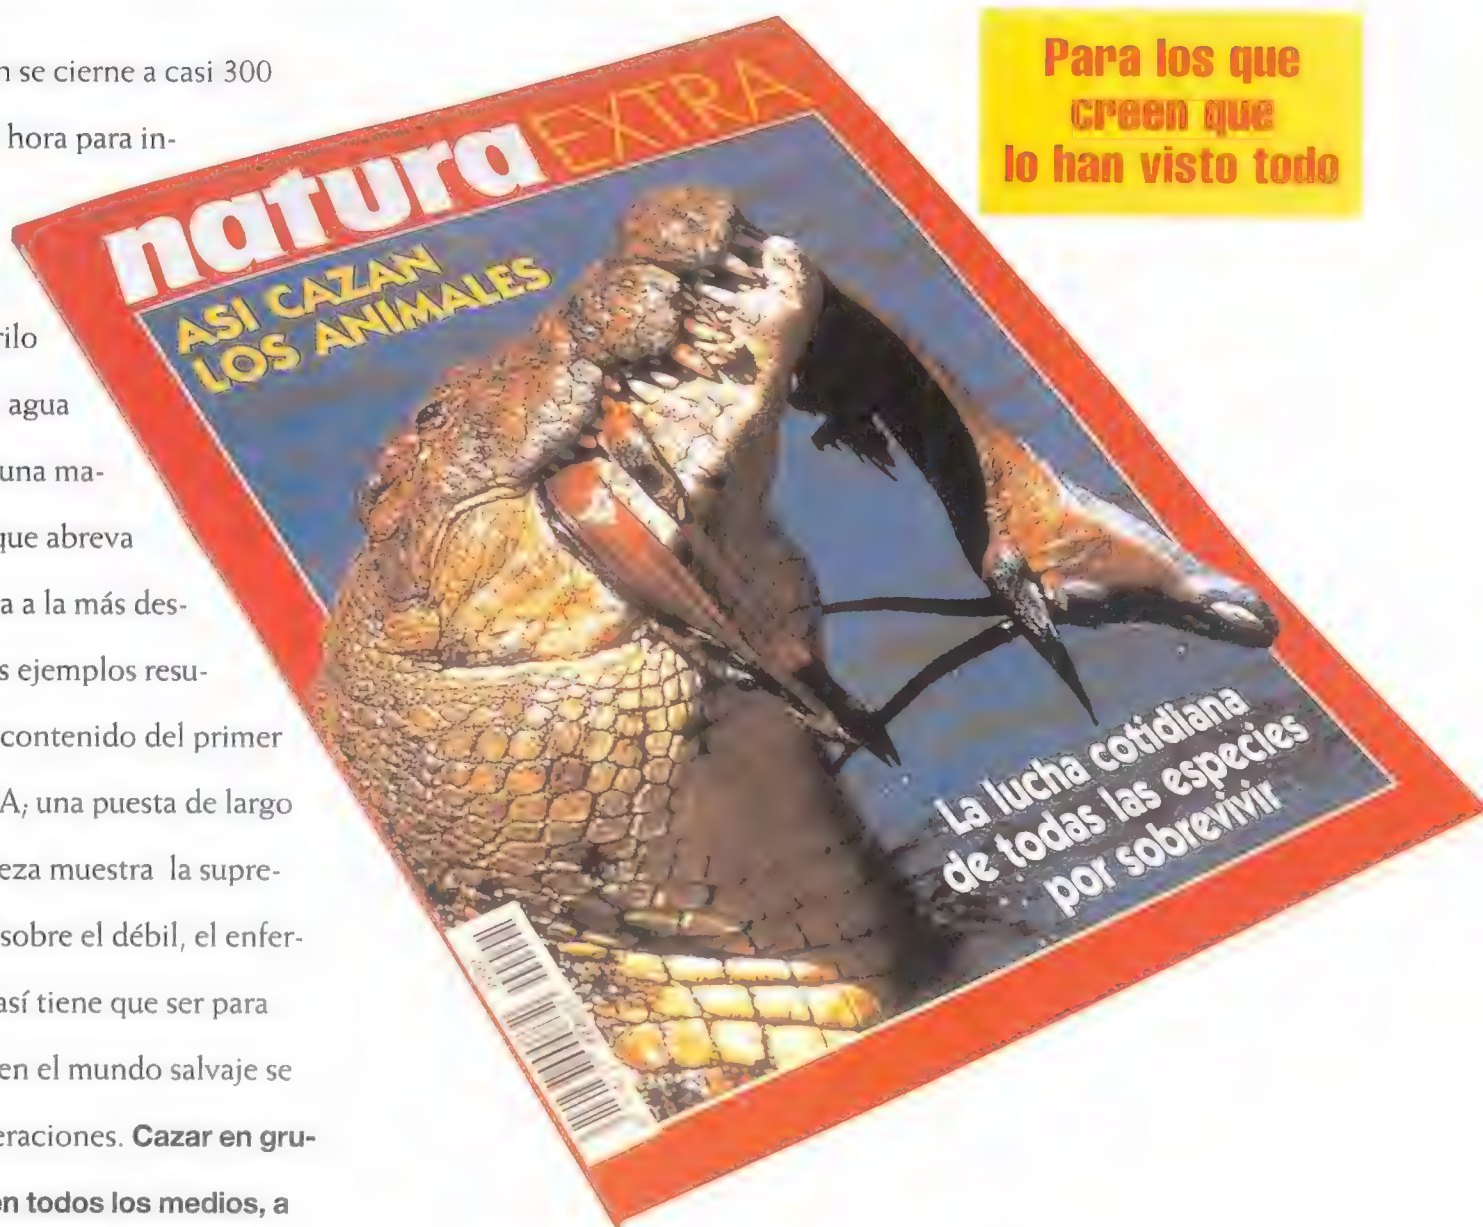 n se cierne a casi 300
hora para in-
rilo
agua
una ma-
que abreva
a a la más des-
s ejemplos resu-
contenido del primer
A; una puesta de largo
eza muestra la supre-
sobre el débil, el enfer-
así tiene que ser para
en el mundo salvaje se
eraciones. Cazar en gru-
en todos los medios, a
natura EXTRA
ASI CAZAN
LOS ANIMALES
La lucha cotidiana
de todas las especies
por sobrevivir
Para los que
creen que
lo han visto todo